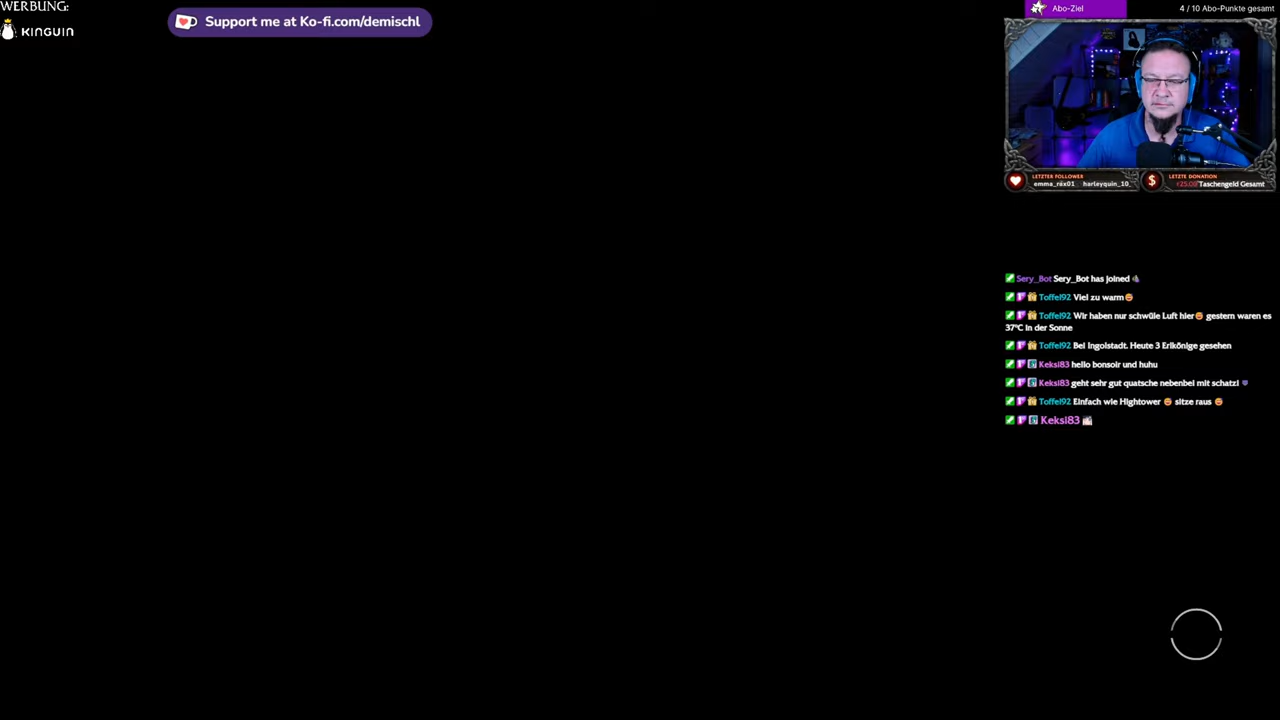 WERBUNG:
KINGUIN
Support me at Ko-fi.com/demischl
Abo-Ziel
4 / 10 Abo-Punkte gesamt
LETZTER FOLLOWER
emma_rex01 harleyquin_10_
LETZTE DONATION
Taschengeld Gesamt
Sery_Bot Sery_Bot has joined
Toffel92 Viel zu warm
Toffel92 Wir haben nur schwüle Luft hier gestern waren es
37°C in der Sonne
Toffel92 Bei Ingolstadt. Heute 3 Erlkönige gesehen
Keksi83 hello bonsoir und huhu
Keksi83 geht sehr gut quatsche nebenbei mit schatzi
Toffel92 Einfach wie Hightower sitze raus
Keksi83